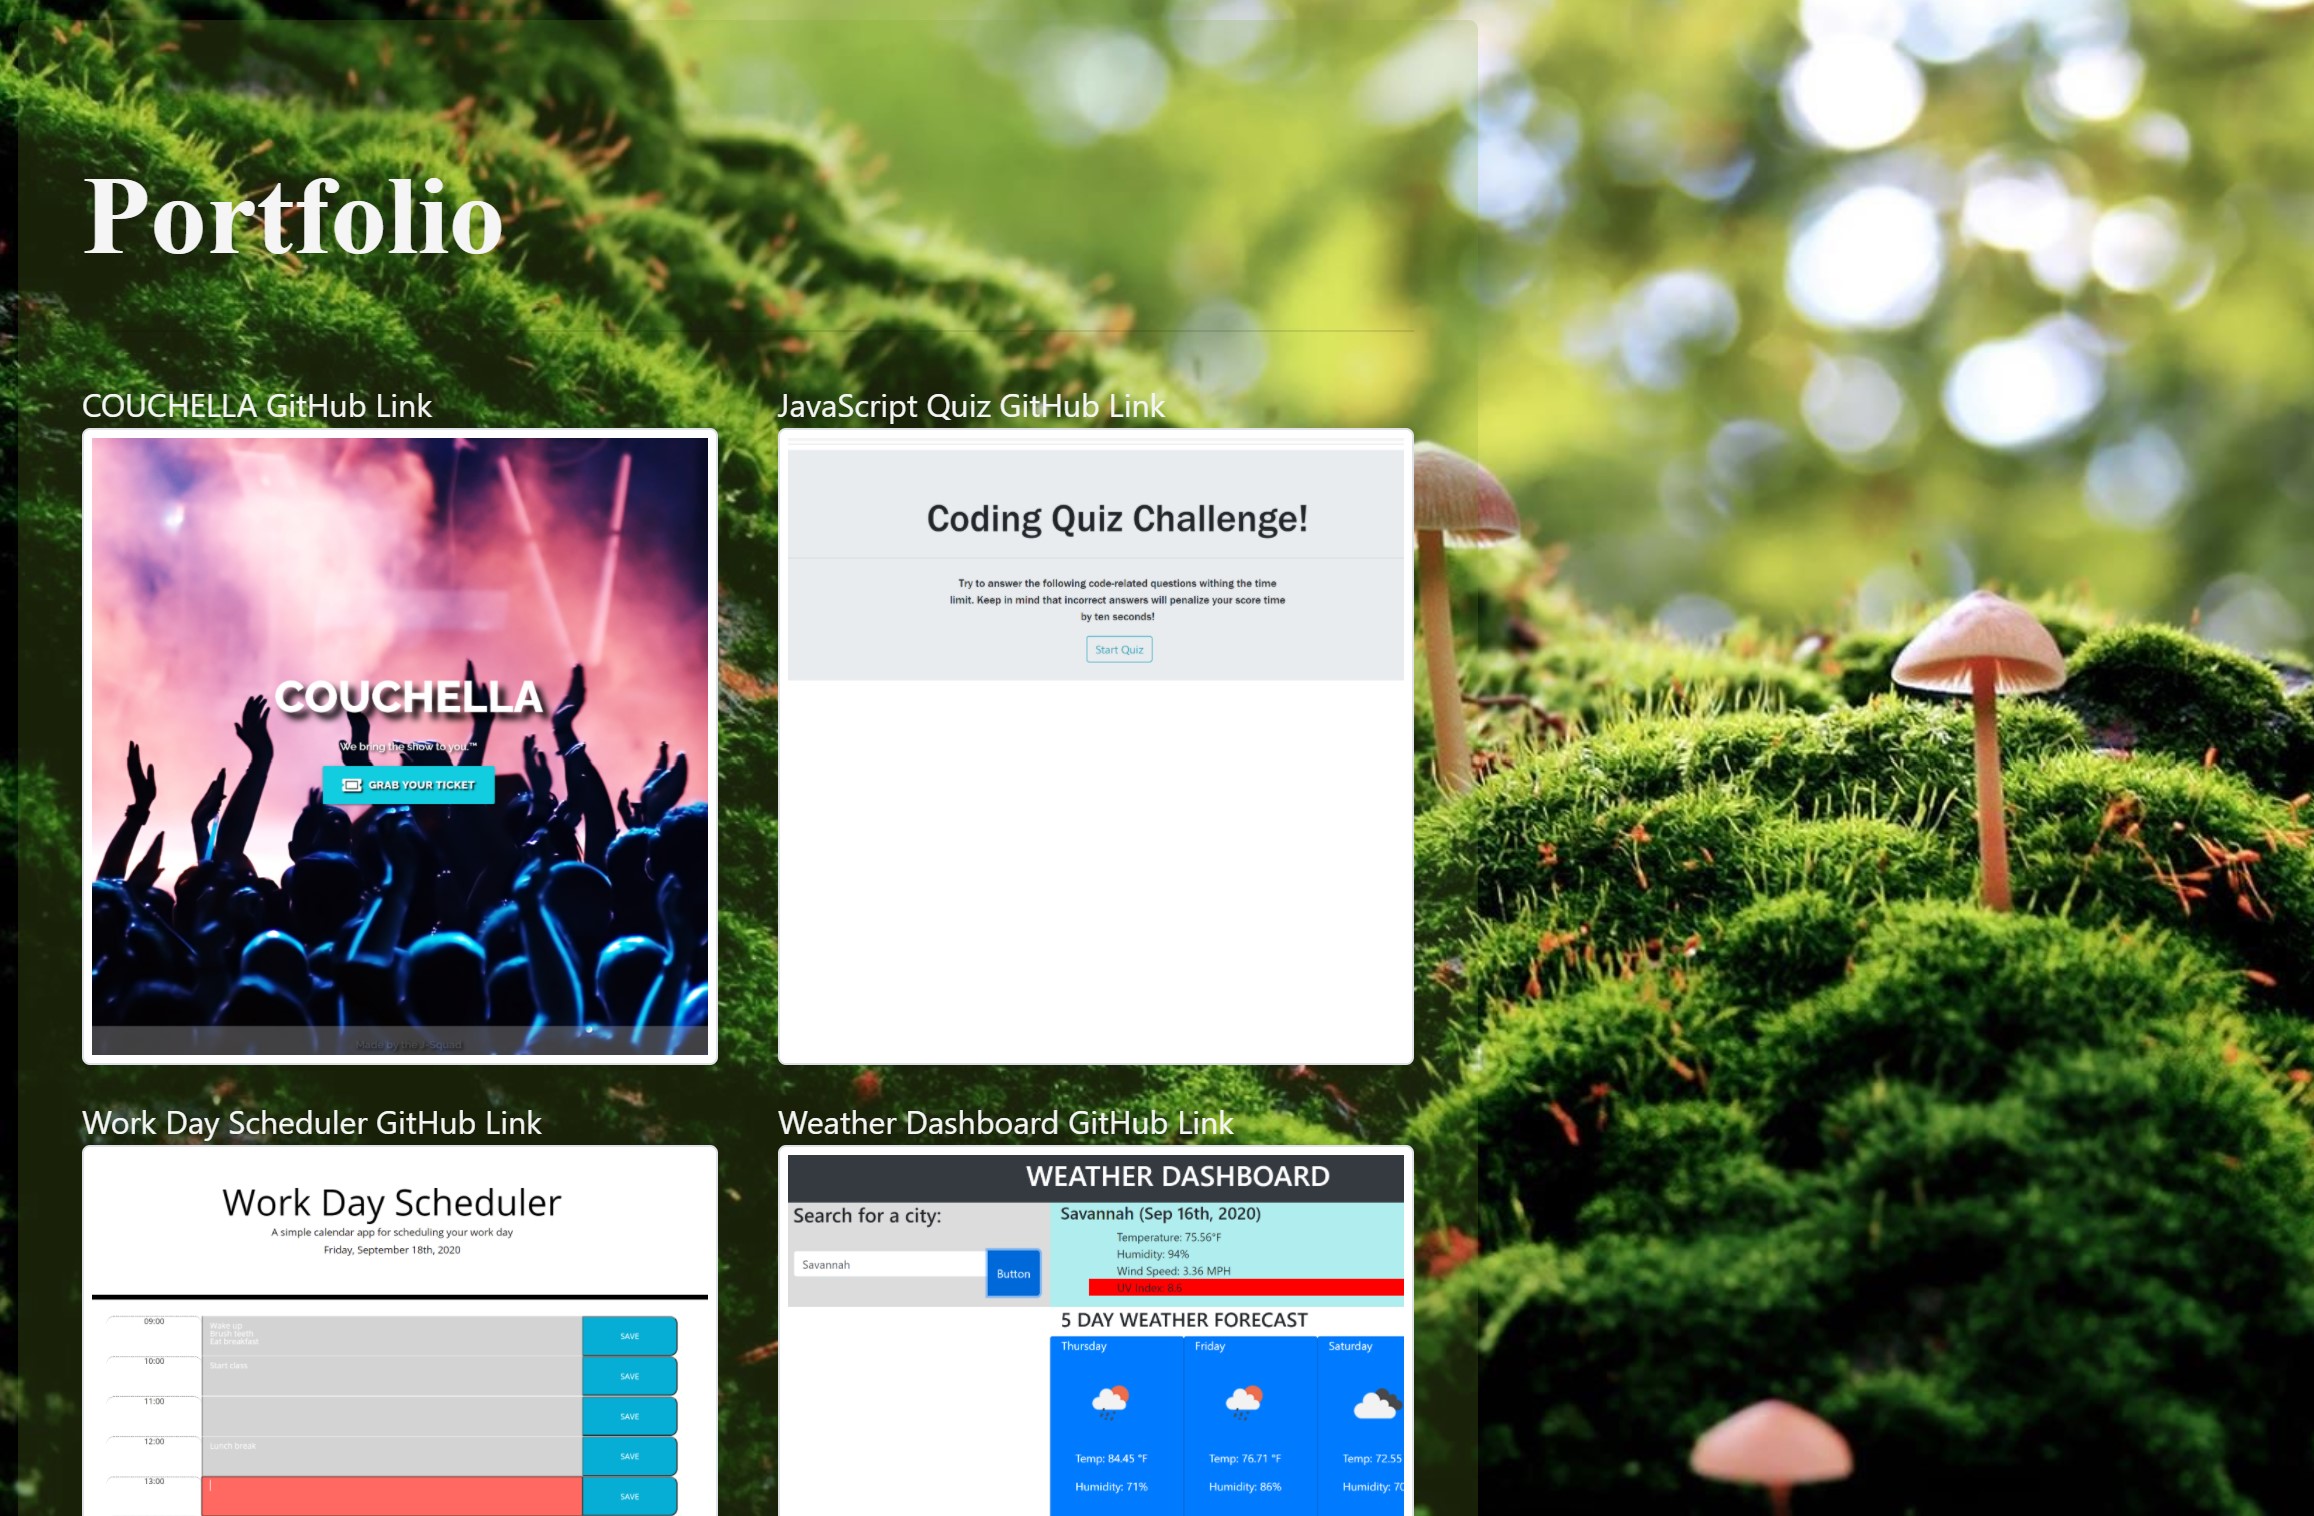 Portfolio
COUCHELLA GitHub Link
JavaScript Quiz GitHub Link
COUCHELLA
We bring the show to you.™
GRAB YOUR TICKET
Made by the J-Squad
Coding Quiz Challenge!
Try to answer the following code-related questions withing the time
limit. Keep in mind that incorrect answers will penalize your score time
by ten seconds!
Start Quiz
Work Day Scheduler GitHub Link
Weather Dashboard GitHub Link
Work Day Scheduler
A simple calendar app for scheduling your work day
Friday, September 18th, 2020
09:00
Wake up
Brush teeth
Eat breakfast
SAVE
10:00
Start class
SAVE
11:00
SAVE
12:00
Lunch break
SAVE
13:00
SAVE
WEATHER DASHBOARD
Search for a city:
Savannah
Button
Savannah (Sep 16th, 2020)
Temperature: 75.56°F
Humidity: 94%
Wind Speed: 3.36 MPH
UV Index: 8.6
5 DAY WEATHER FORECAST
Thursday Friday Saturday
Temp: 84.45 °F Temp: 76.71 °F Temp: 72.55
Humidity: 71% Humidity: 86% Humidity: 70